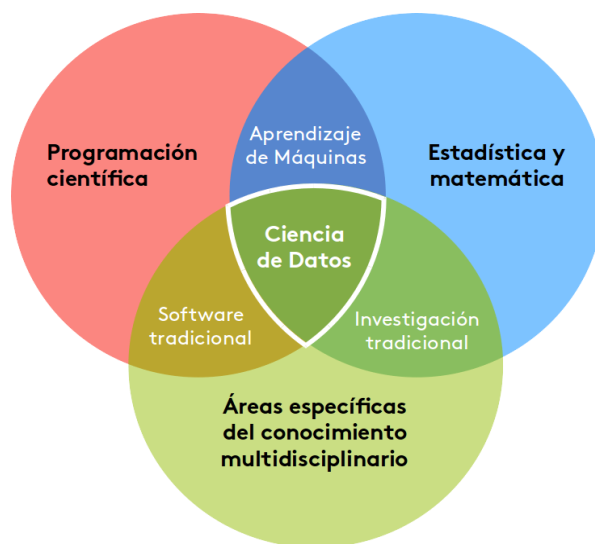 Aprendizaje
de Máquinas
Programación
científica
Estadística y
matemática
Ciencia
de Datos
Software
tradicional
Investigación
tradicional
Áreas específicas
del conocimiento
multidisciplinario